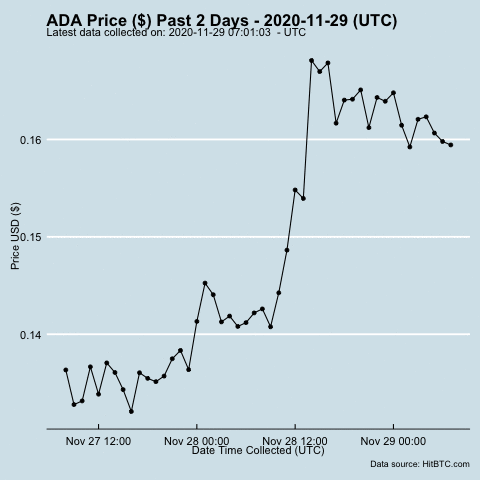 ADA Price ($) Past 2 Days - 2020-11-29 (UTC)
Latest data collected on: 2020-11-29 07:01:03 - UTC
0.16
0.15
0.14
Price USD ($)
Nov 27 12:00 Nov 28 00:00 Nov 28 12:00 Nov 29 00:00
Date Time Collected (UTC)
Data source: HitBTC.com